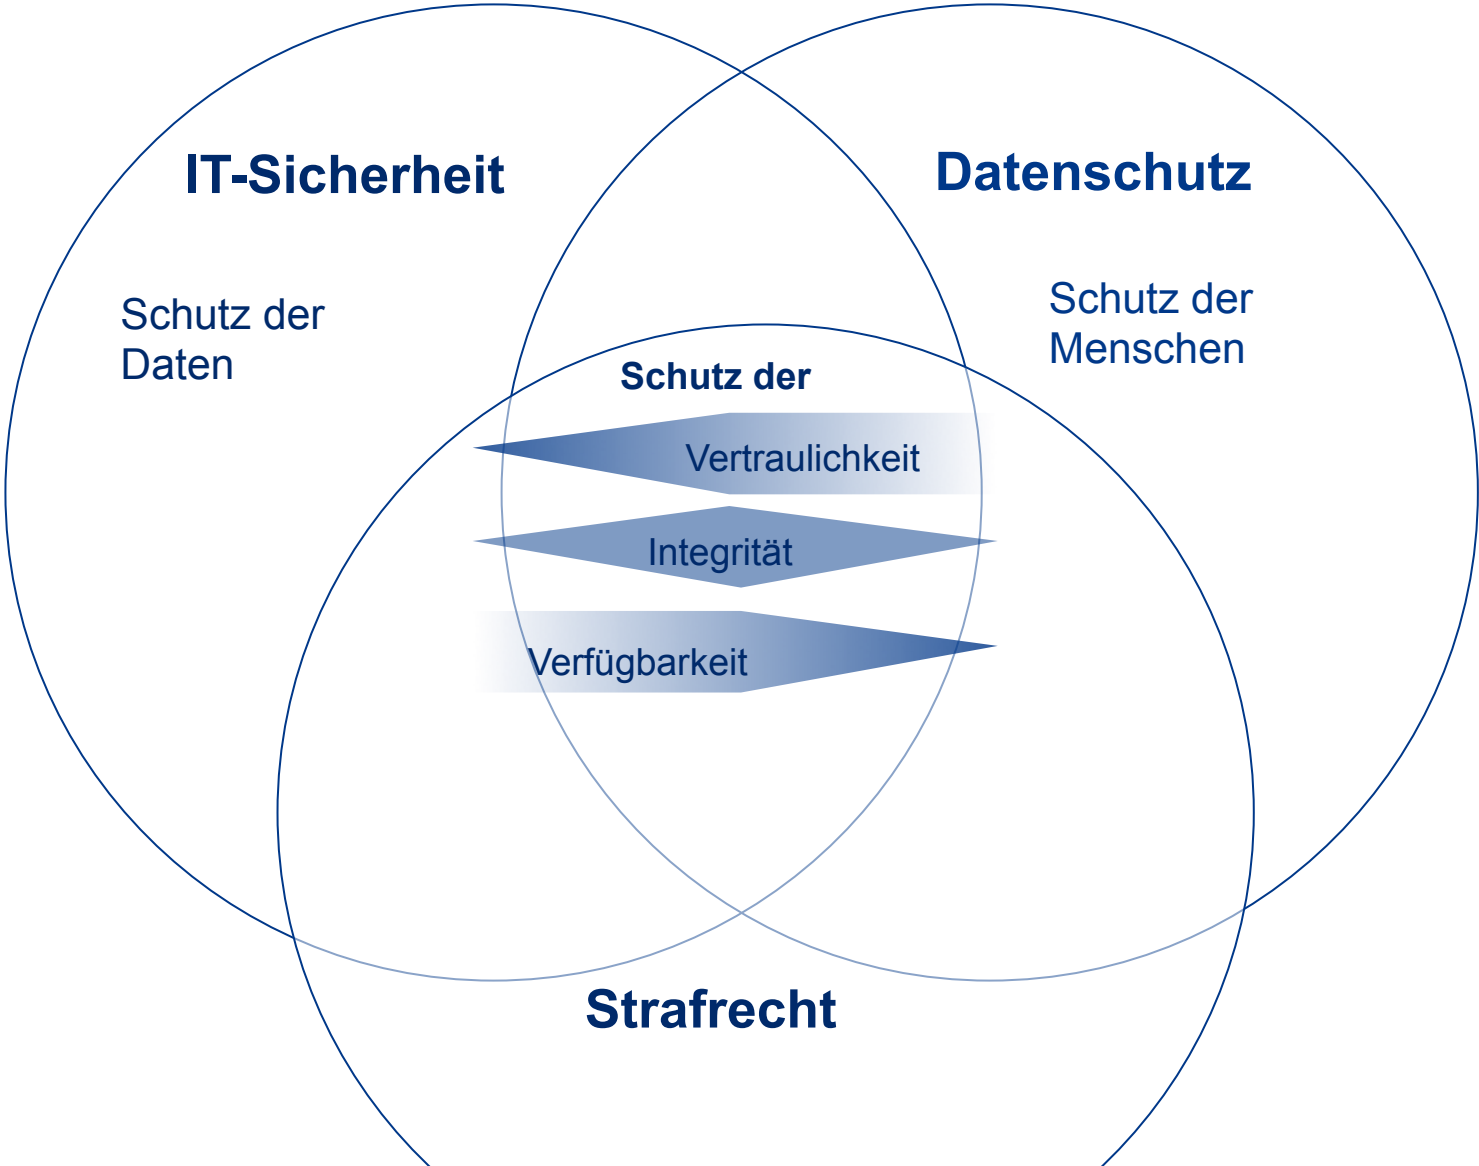 IT-Sicherheit
Datenschutz
Schutz der
Daten
Schutz der
Menschen
Schutz der
Vertraulichkeit
Integrität
Verfügbarkeit
Strafrecht